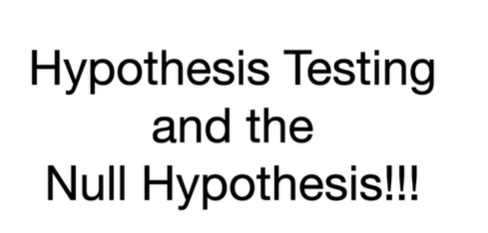 Hypothesis Testing
and the
Null Hypothesis!!!